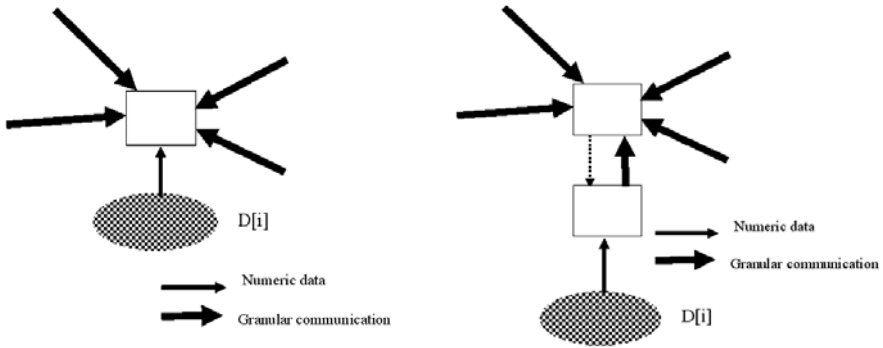 D[i]
Numeric data
Granular communication
Numeric data
Granular communication
D[i]